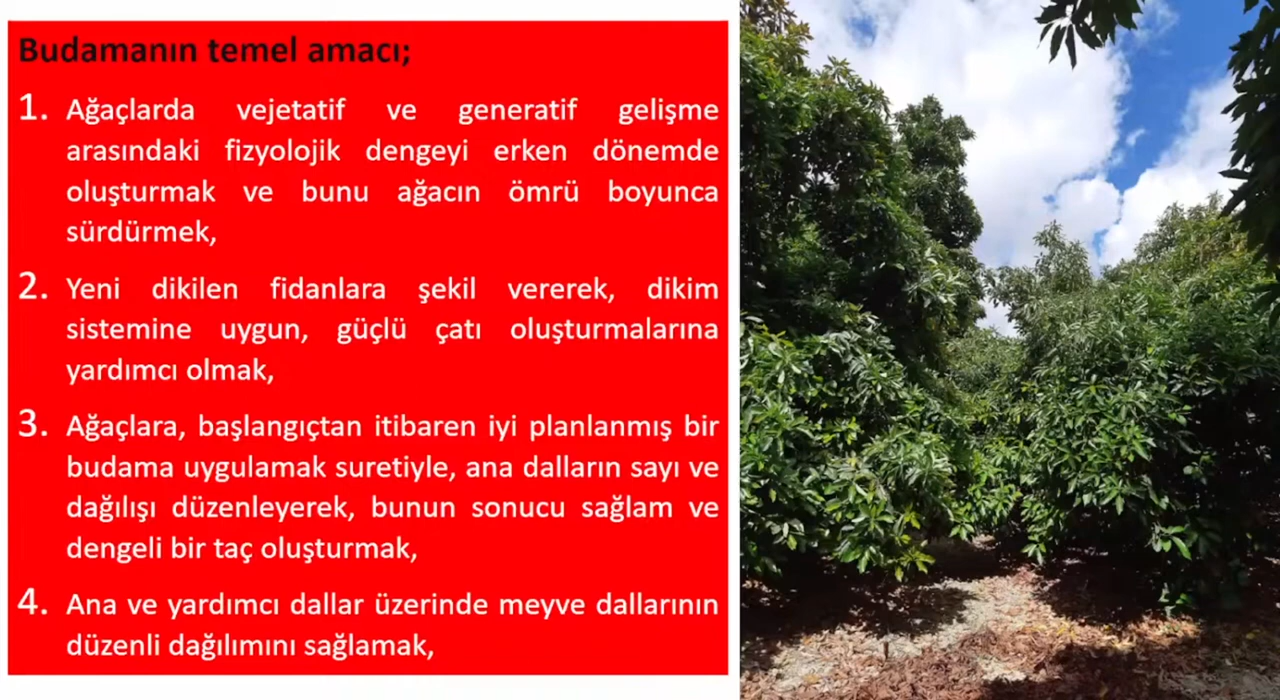 Budamanın temel amacı;
1. Ağaçlarda vejetatif ve generatif gelişme
arasındaki fizyolojik dengeyi erken dönemde
oluşturmak ve bunu ağacın ömrü boyunca
sürdürmek,
2. Yeni dikilen fidanlara şekil vererek, dikim
sistemine uygun, güçlü çatı oluşturmalarına
yardımcı olmak,
3. Ağaçlara, başlangıçtan itibaren iyi planlanmış bir
budama uygulamak suretiyle, ana dalların sayı ve
dağılışı düzenleyerek, bunun sonucu sağlam ve
dengeli bir taç oluşturmak,
4. Ana ve yardımcı dallar üzerinde meyve dallarının
düzenli dağılımını sağlamak,